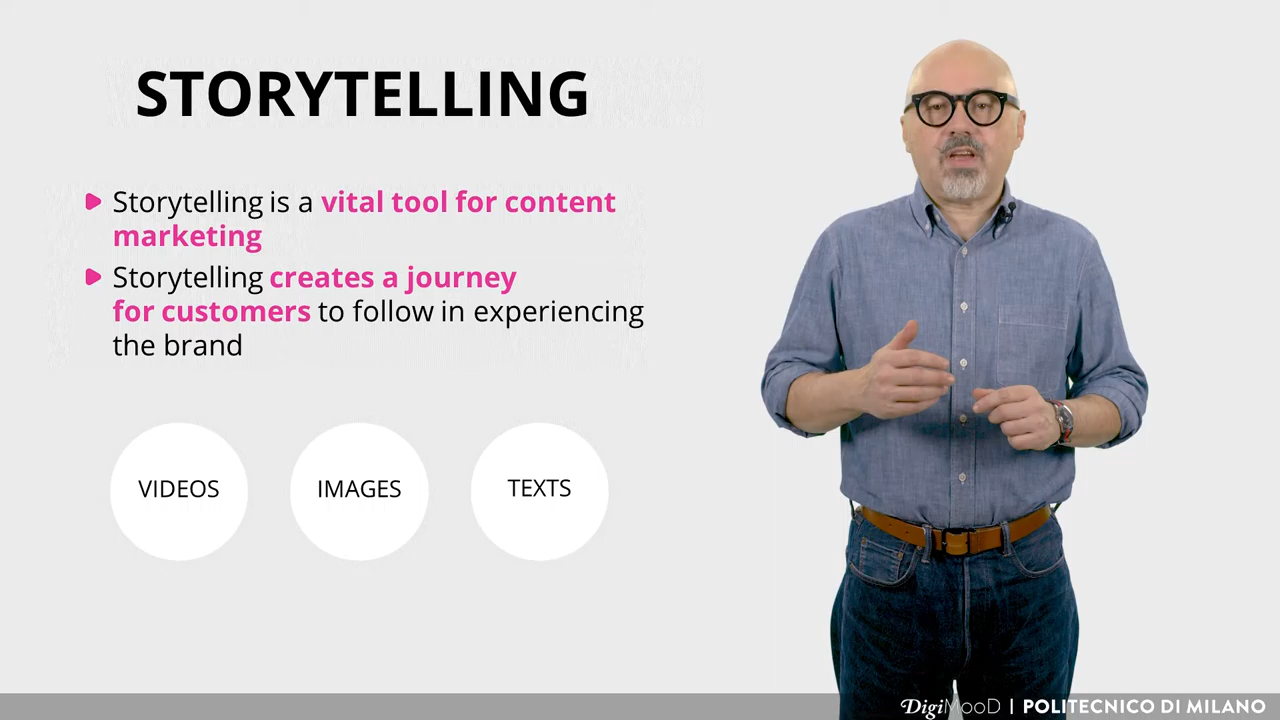 STORYTELLING
Storytelling is a vital tool for content
marketing
Storytelling creates a journey
for customers to follow in experiencing
the brand
VIDEOS
IMAGES
TEXTS
DigiMooD | POLITECNICO DI MILANO